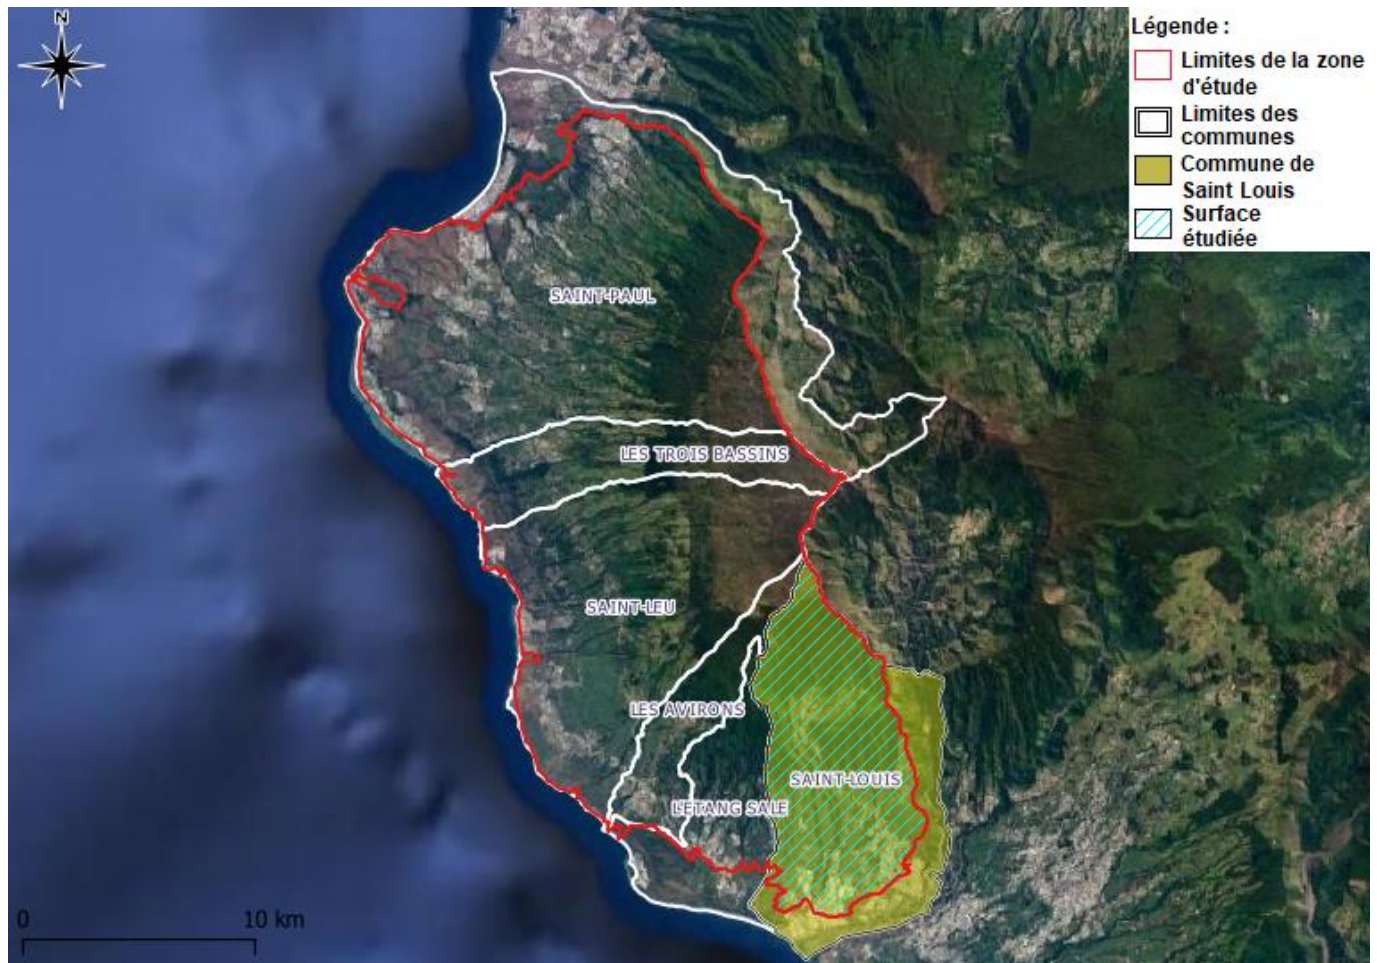 N
Légende :
Limites de la zone
d'étude
Limites des
communes
Commune de
Saint Louis
Surface
étudiée
SAINT-PAUL
LES TROIS BASSINS
SAINT-LEU
LES AVIRONS
SAINT-LOUIS
L'ETANG SALE
0 10 km